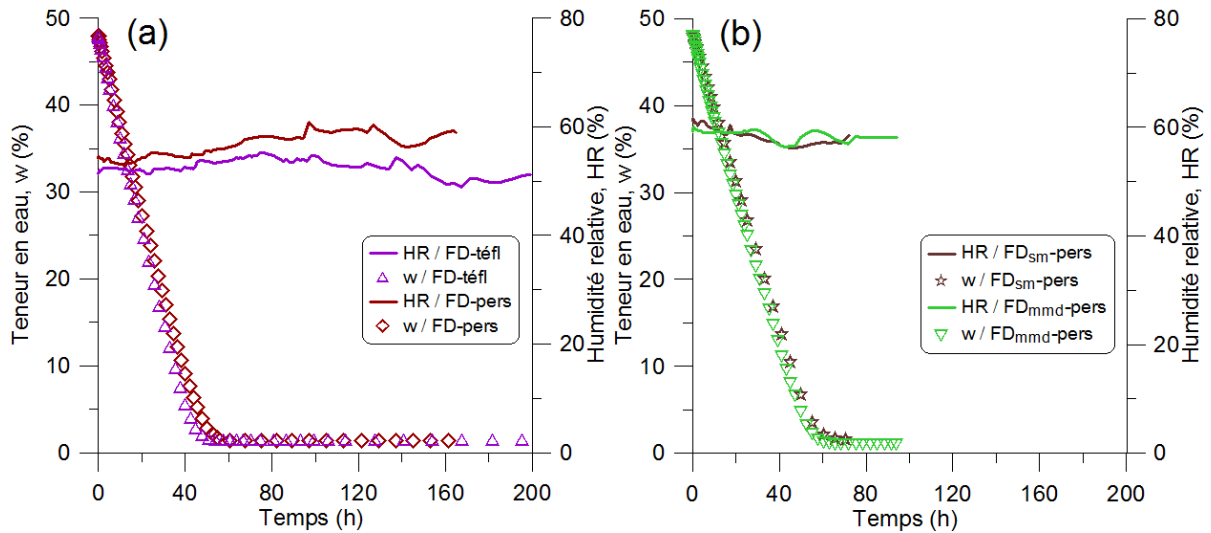 (a)
50
40
30
20
10
0
Teneur en eau, w (%)
80
60
40
20
0
Humidité relative, HR (%)
HR / FD-téfl
w / FD-téfl
HR / FD-pers
w / FD-pers
0 40 80 120 160 200
Temps (h)
(b)
50
40
30
20
10
0
Teneur en eau, w (%)
80
60
40
20
0
Humidité relative, HR (%)
HR / FDsm-pers
w / FDsm-pers
HR / FDmmd-pers
w / FDmmd-pers
0 40 80 120 160 200
Temps (h)